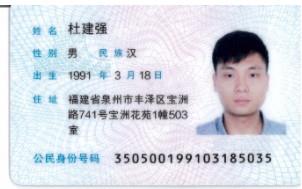 姓名 杜建强
性别 男 民族 汉
出生 1991 年 3 月 18 日
住址 福建省泉州市丰泽区宝洲
路741号宝洲花苑1幢503
室
公民身份号码 350500199103185035